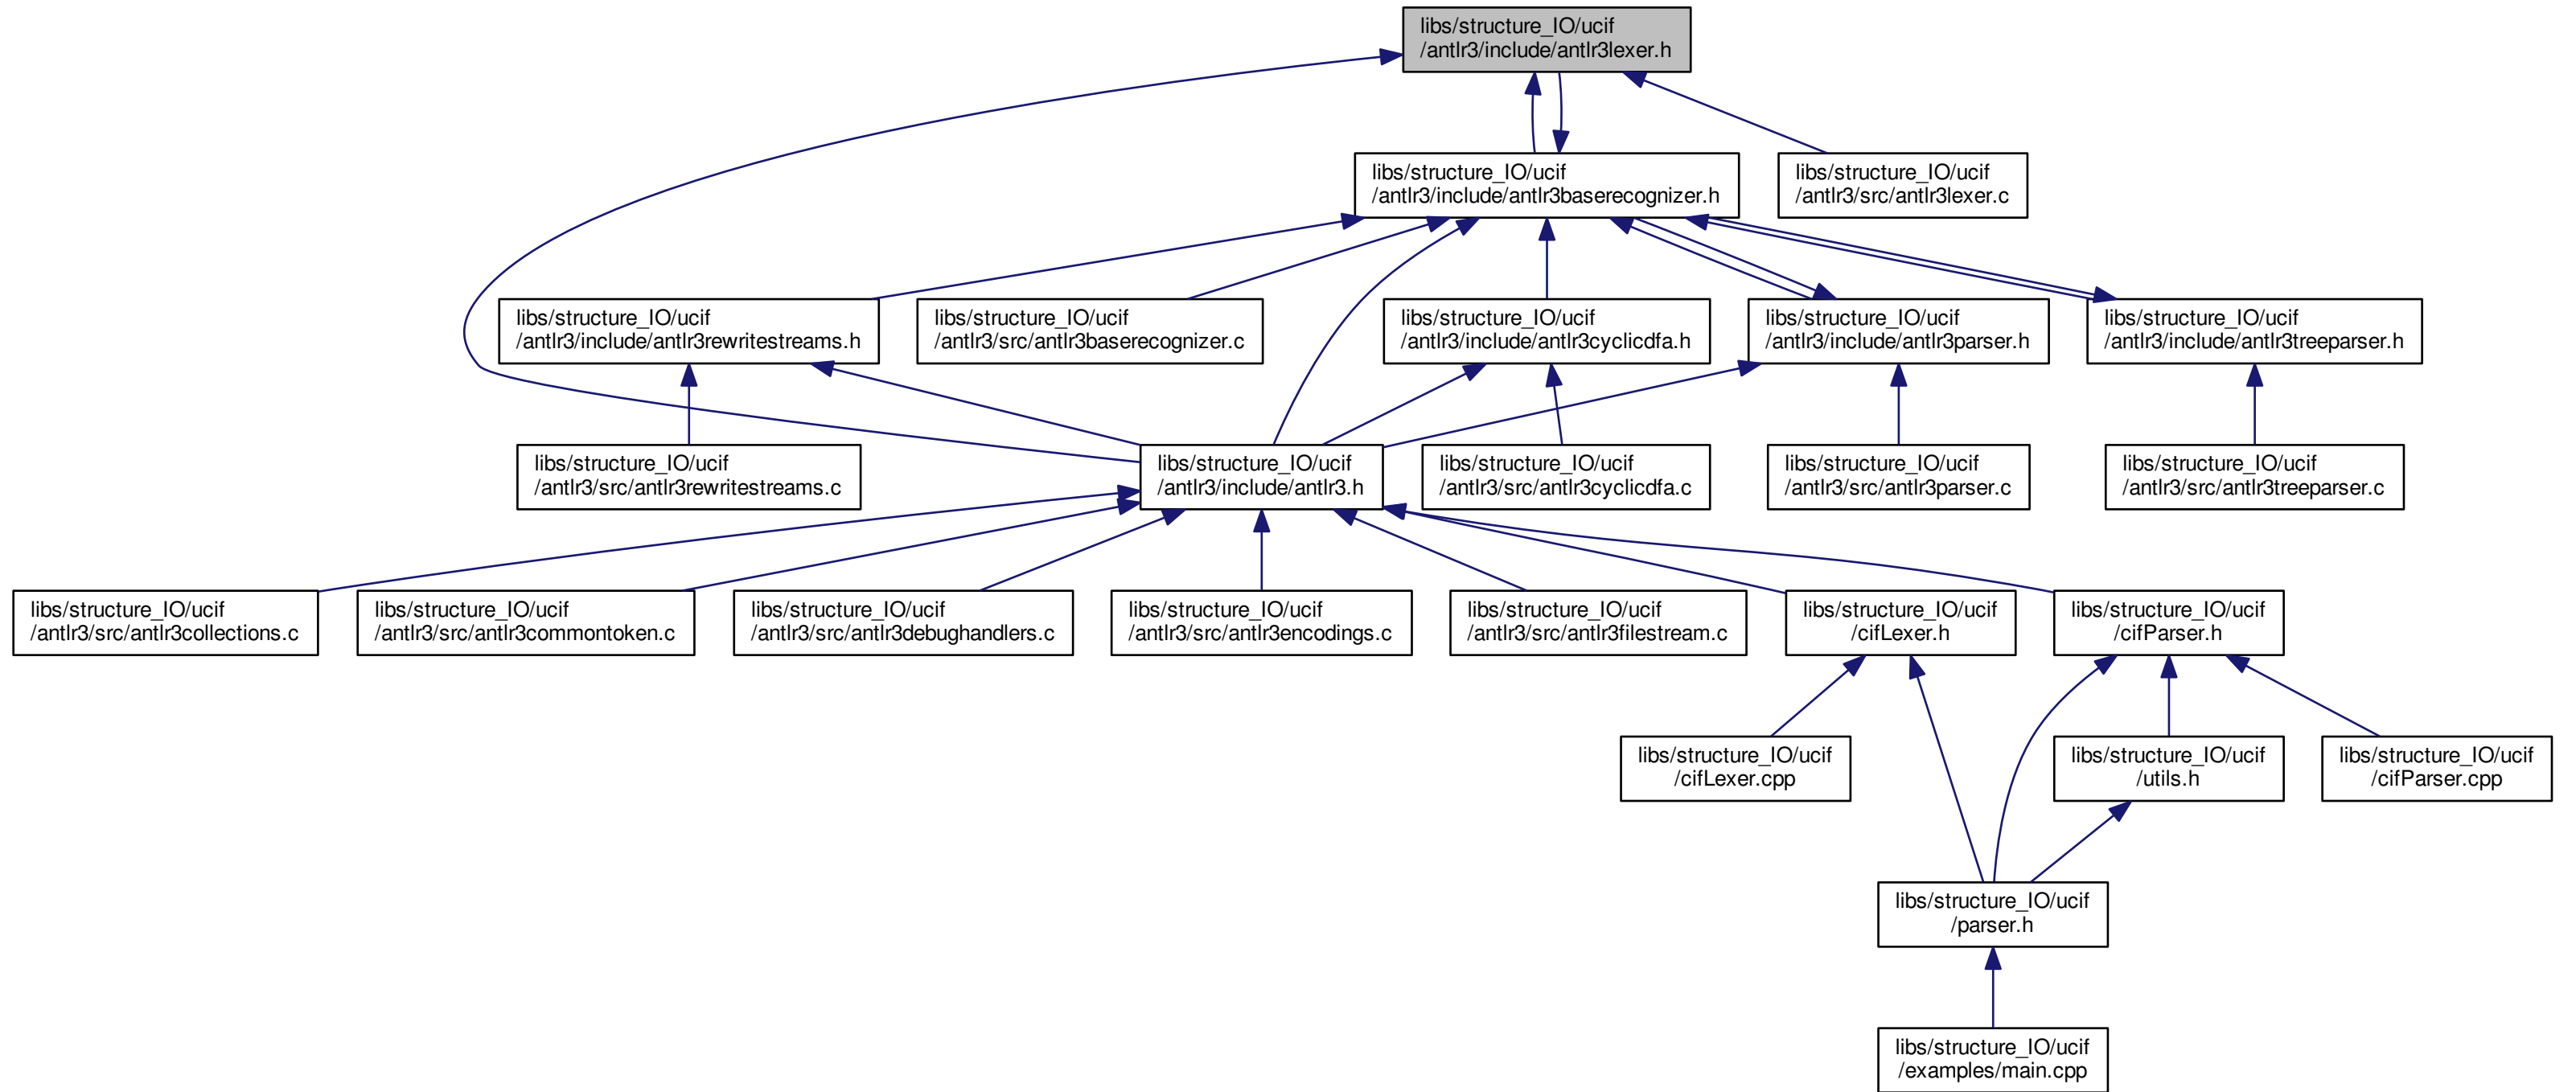 libs/structure_IO/ucif
/antlr3/include/antlr3lexer.h
libs/structure_IO/ucif
/antlr3/include/antlr3baserecognizer.h
libs/structure_IO/ucif
/antlr3/src/antlr3lexer.c
libs/structure_IO/ucif
/antlr3/include/antlr3rewritestreams.h
libs/structure_IO/ucif
/antlr3/src/antlr3baserecognizer.c
libs/structure_IO/ucif
/antlr3/include/antlr3cyclicdfa.h
libs/structure_IO/ucif
/antlr3/include/antlr3parser.h
libs/structure_IO/ucif
/antlr3/include/antlr3treeparser.h
libs/structure_IO/ucif
/antlr3/src/antlr3rewritestreams.c
libs/structure_IO/ucif
/antlr3/include/antlr3.h
libs/structure_IO/ucif
/antlr3/src/antlr3cyclicdfa.c
libs/structure_IO/ucif
/antlr3/src/antlr3parser.c
libs/structure_IO/ucif
/antlr3/src/antlr3treeparser.c
libs/structure_IO/ucif
/antlr3/src/antlr3collections.c
libs/structure_IO/ucif
/antlr3/src/antlr3commontoken.c
libs/structure_IO/ucif
/antlr3/src/antlr3debughandlers.c
libs/structure_IO/ucif
/antlr3/src/antlr3encodings.c
libs/structure_IO/ucif
/antlr3/src/antlr3filestream.c
libs/structure_IO/ucif
/cifLexer.h
libs/structure_IO/ucif
/cifParser.h
libs/structure_IO/ucif
/cifLexer.cpp
libs/structure_IO/ucif
/utils.h
libs/structure_IO/ucif
/cifParser.cpp
libs/structure_IO/ucif
/parser.h
libs/structure_IO/ucif
/examples/main.cpp